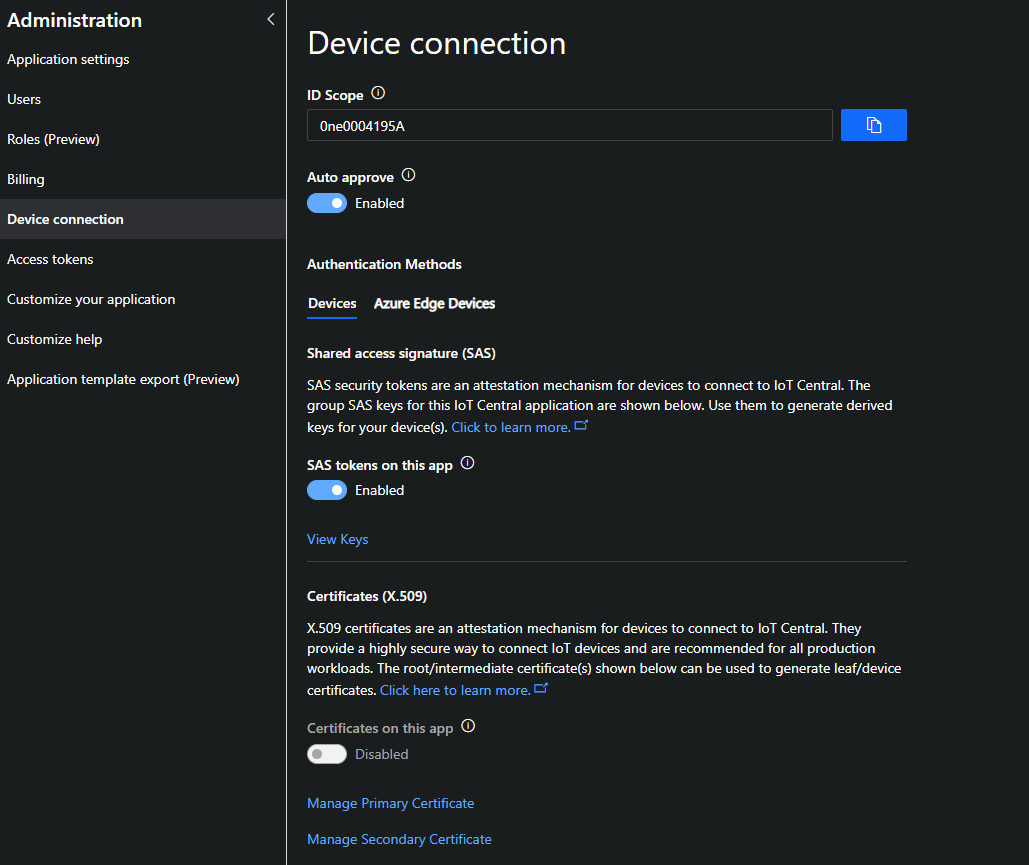 Administration
Application settings
Users
Roles (Preview)
Billing
Device connection
Access tokens
Customize your application
Customize help
Application template export (Preview)
Device connection
ID Scope
0ne0004195A
Auto approve
Enabled
Authentication Methods
Devices Azure Edge Devices
Shared access signature (SAS)
SAS security tokens are an attestation mechanism for devices to connect to IoT Central. The
group SAS keys for this IoT Central application are shown below. Use them to generate derived
keys for your device(s). Click to learn more.
SAS tokens on this app
Enabled
View Keys
Certificates (X.509)
X.509 certificates are an attestation mechanism for devices to connect to IoT Central. They
provide a highly secure way to connect IoT devices and are recommended for all production
workloads. The root/intermediate certificate(s) shown below can be used to generate leaf/device
certificates. Click here to learn more.
Certificates on this app
Disabled
Manage Primary Certificate
Manage Secondary Certificate